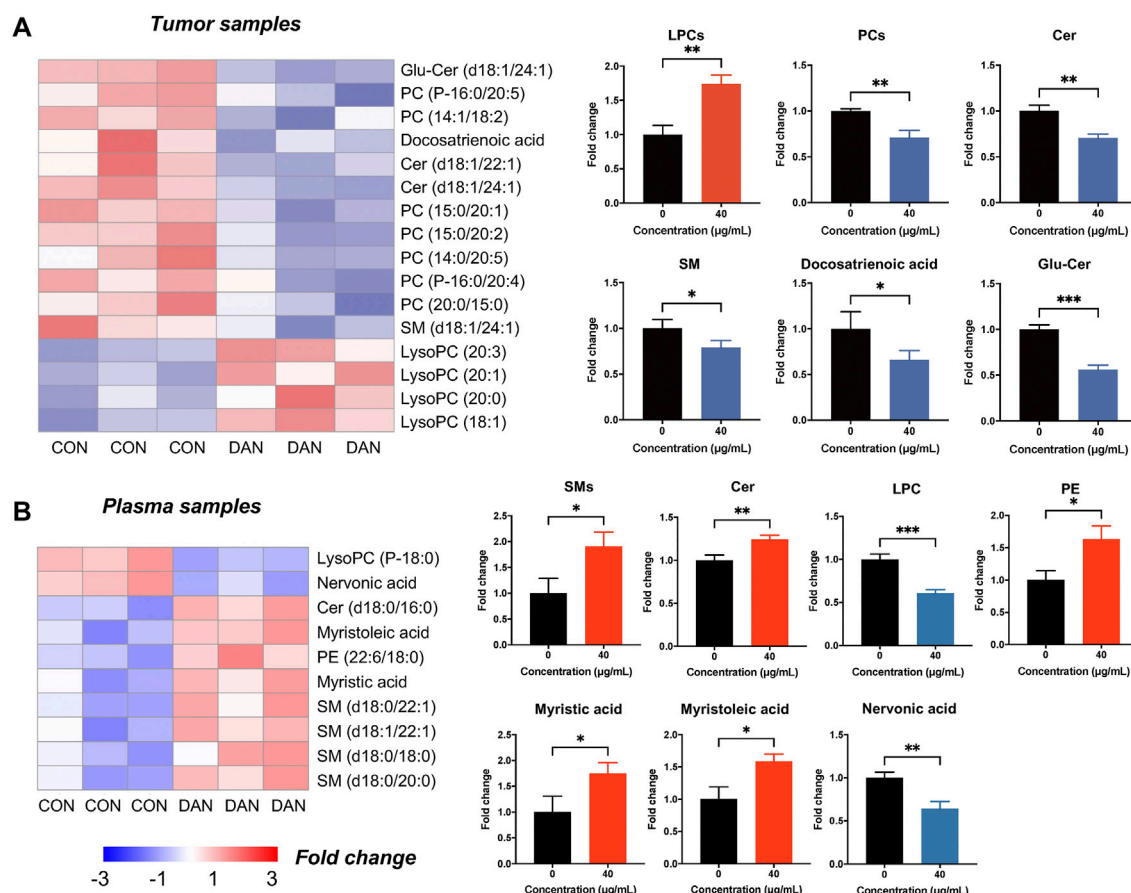 A
Tumor samples
Glu-Cer (d18:1/24:1)
PC (P-16:0/20:5)
PC (14:1/18:2)
Docosatrienoic acid
Cer (d18:1/22:1)
Cer (d18:1/24:1)
PC (15:0/20:1)
PC (15:0/20:2)
PC (14:0/20:5)
PC (P-16:0/20:4)
PC (20:0/15:0)
SM (d18:1/24:1)
LysoPC (20:3)
LysoPC (20:1)
LysoPC (20:0)
LysoPC (18:1)
CON CON CON DAN DAN DAN
LPCs
**
Fold change
2.0
1.5
1.0
0.5
0.0
0 40
Concentration (μg/mL)
PCs
**
Fold change
1.5
1.0
0.5
0.0
0 40
Concentration (μg/mL)
Cer
**
Fold change
1.5
1.0
0.5
0.0
0 40
Concentration (μg/mL)
SM
*
Fold change
1.5
1.0
0.5
0.0
0 40
Concentration (μg/mL)
Docosatrienoic acid
*
Fold change
1.5
1.0
0.5
0.0
0 40
Concentration (μg/mL)
Glu-Cer
***
Fold change
1.5
1.0
0.5
0.0
0 40
Concentration (μg/mL)
B
Plasma samples
LysoPC (P-18:0)
Nervonic acid
Cer (d18:0/16:0)
Myristoleic acid
PE (22:6/18:0)
Myristic acid
SM (d18:0/22:1)
SM (d18:1/22:1)
SM (d18:0/18:0)
SM (d18:0/20:0)
CON CON CON DAN DAN DAN
Fold change
-3 -1 1 3
SMs
*
Fold change
2.5
2.0
1.5
1.0
0.5
0.0
0 40
Concentration (μg/mL)
Cer
**
Fold change
1.5
1.0
0.5
0.0
0 40
Concentration (μg/mL)
LPC
***
Fold change
1.5
1.0
0.5
0.0
0 40
Concentration (μg/mL)
PE
*
Fold change
2.0
1.5
1.0
0.5
0.0
0 40
Concentration (μg/mL)
Myristic acid
*
Fold change
2.5
2.0
1.5
1.0
0.5
0.0
0 40
Concentration (μg/mL)
Myristoleic acid
*
Fold change
2.0
1.5
1.0
0.5
0.0
0 40
Concentration (μg/mL)
Nervonic acid
**
Fold change
1.5
1.0
0.5
0.0
0 40
Concentration (μg/mL)